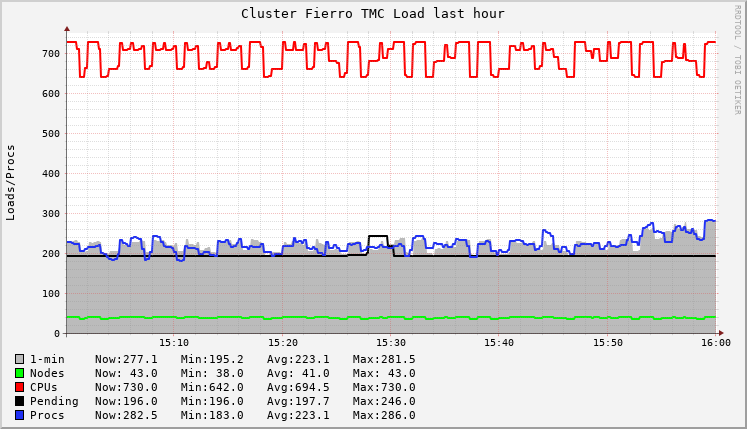 Cluster Fierro TMC Load last hour
RRDTOOL / TOBI OETIKER
Loads/Procs
700
600
500
400
300
200
100
0
15:10 15:20 15:30 15:40 15:50 16:00
1-min Now:277.1 Min:195.2 Avg:223.1 Max:281.5
Nodes Now: 43.0 Min: 38.0 Avg: 41.0 Max: 43.0
CPUs Now:730.0 Min:642.0 Avg:694.5 Max:730.0
Pending Now:196.0 Min:196.0 Avg:197.7 Max:246.0
Procs Now:282.5 Min:183.0 Avg:223.1 Max:286.0